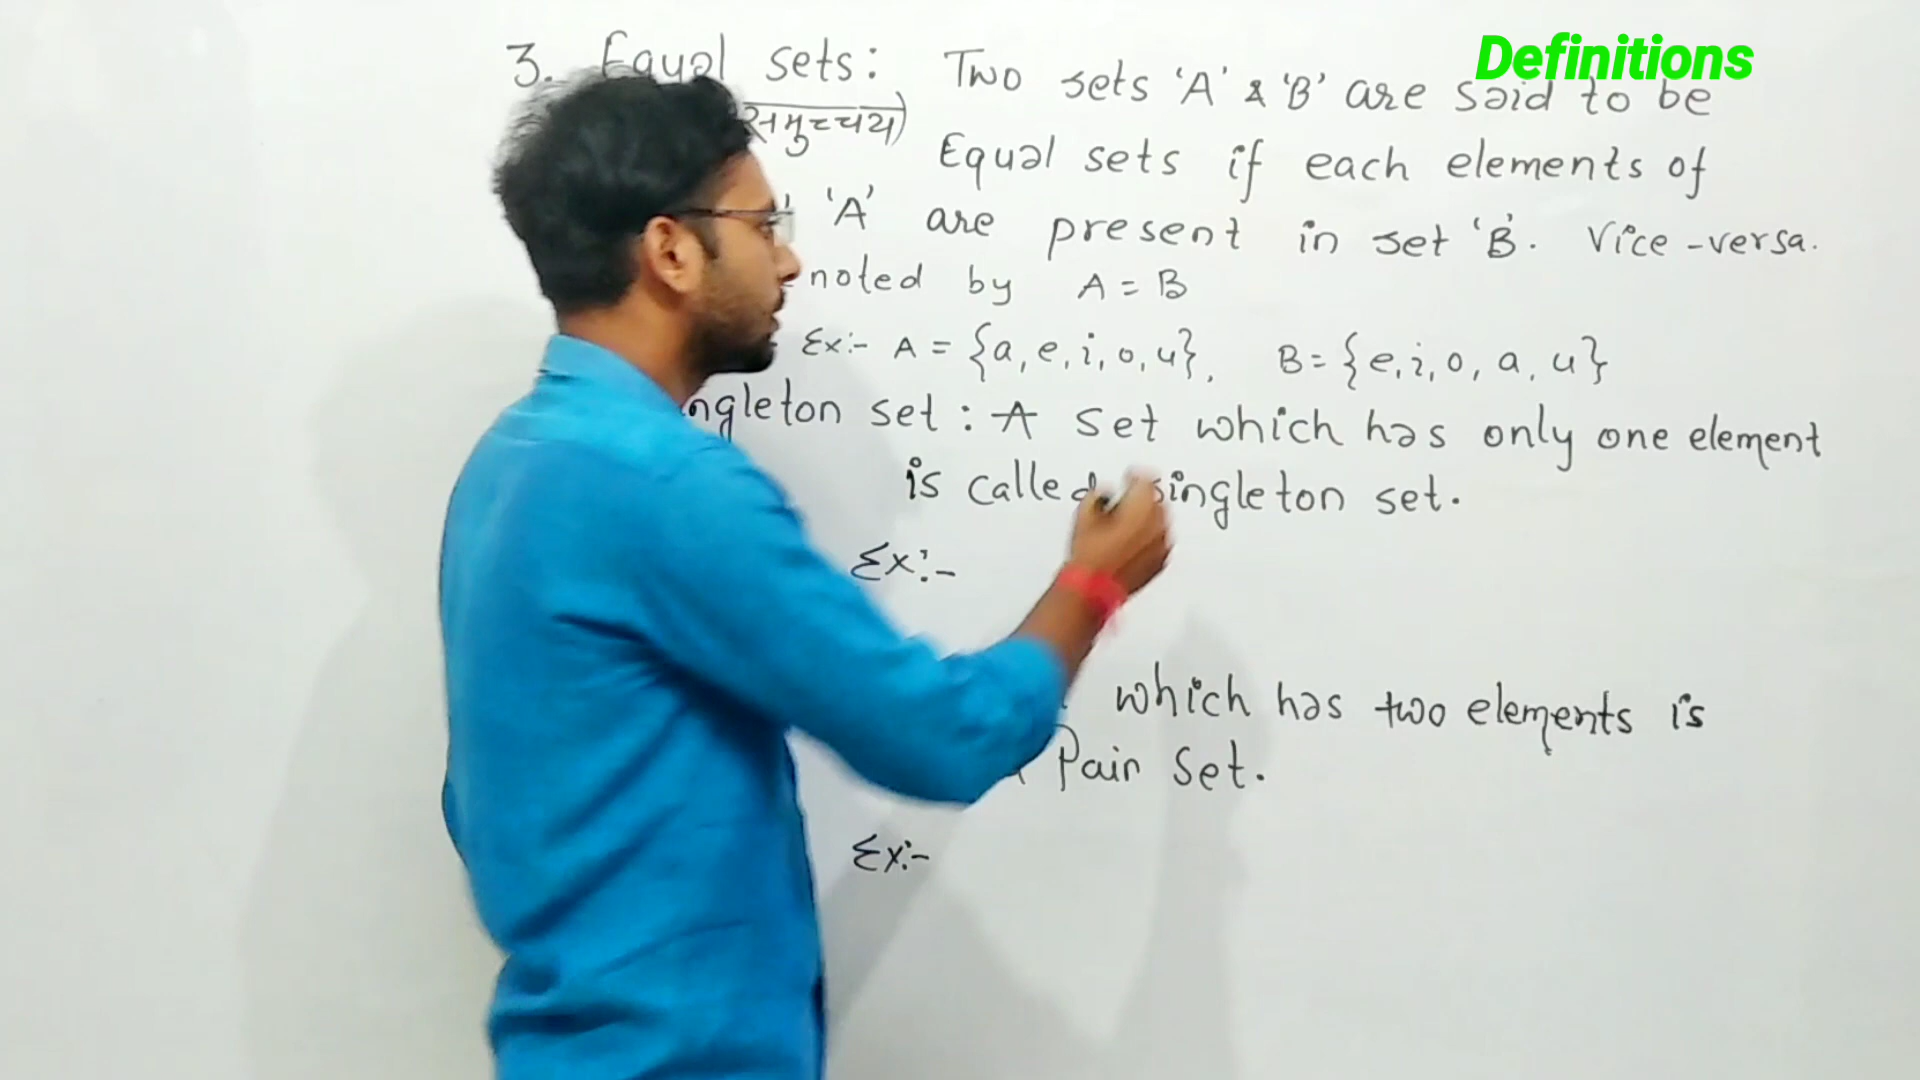 Definitions
3. Equal sets: Two sets 'A' & 'B' are said to be
समुच्चय)
Equal sets if each elements of
'A' are present in set 'B'. Vice-versa.
noted by A = B
Ex:- A = {a, e, i, o, u}, B = {e, i, o, a, u}
ngleton set : A set which has only one element
is called singleton set.
Ex:-
which has two elements is
Pair Set.
Ex:-